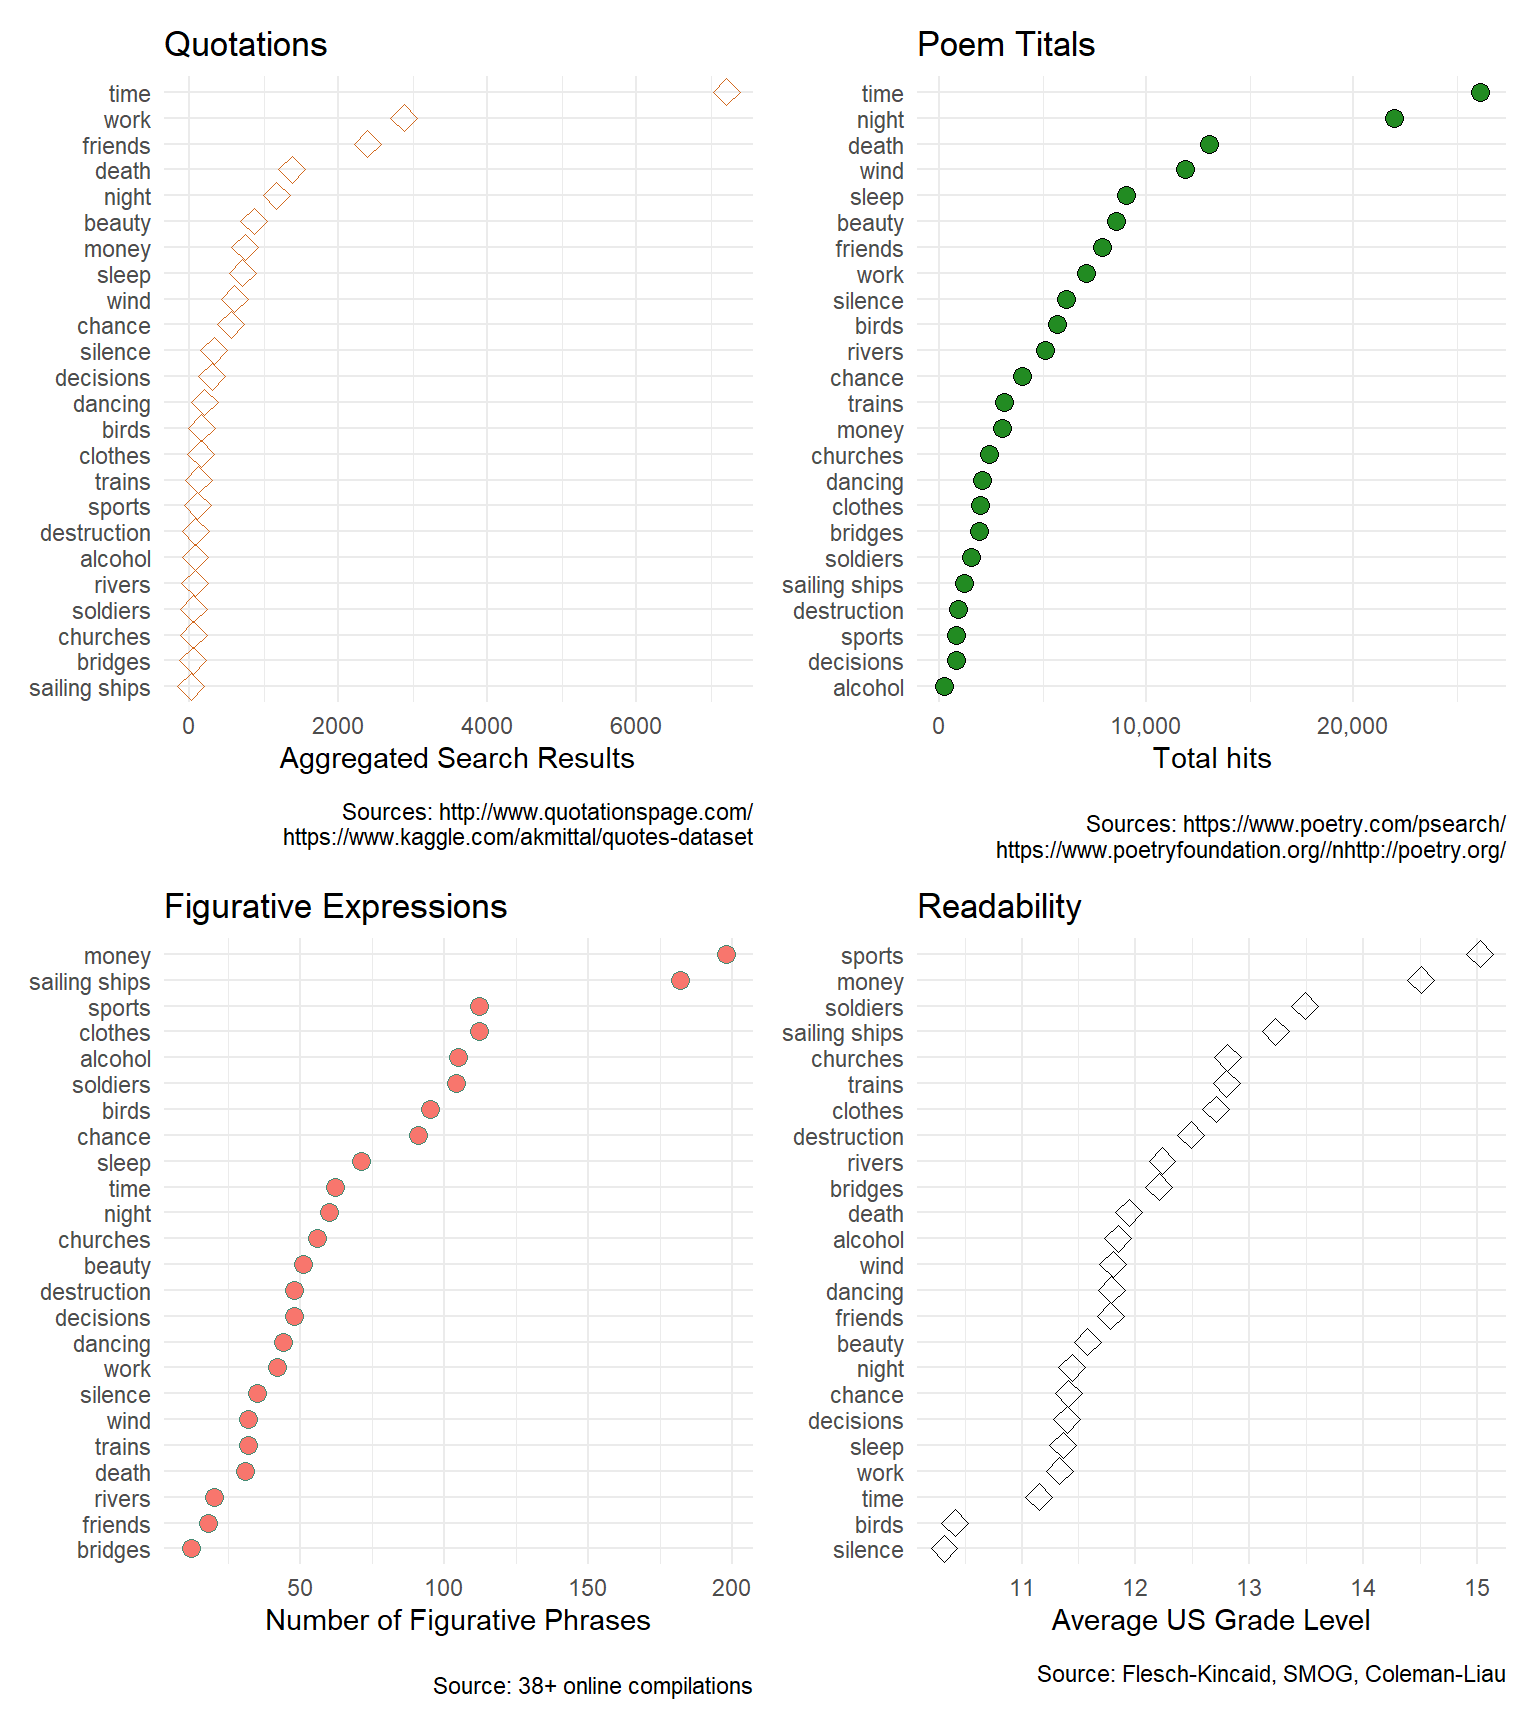 Quotations
time
work
friends
death
night
beauty
money
sleep
wind
chance
silence
decisions
dancing
birds
clothes
trains
sports
destruction
alcohol
rivers
soldiers
churches
bridges
sailing ships
0 2000 4000 6000
Aggregated Search Results
Sources: http://www.quotationspage.com/
https://www.kaggle.com/akmittal/quotes-dataset
Poem Titals
time
night
death
wind
sleep
beauty
friends
work
silence
birds
rivers
chance
trains
money
churches
dancing
clothes
bridges
soldiers
sailing ships
destruction
sports
decisions
alcohol
0 10,000 20,000
Total hits
Sources: https://www.poetry.com/psearch/
https://www.poetryfoundation.org//nhttp://poetry.org/
Figurative Expressions
money
sailing ships
sports
clothes
alcohol
soldiers
birds
chance
sleep
time
night
churches
beauty
destruction
decisions
dancing
work
silence
wind
trains
death
rivers
friends
bridges
50 100 150 200
Number of Figurative Phrases
Source: 38+ online compilations
Readability
sports
money
soldiers
sailing ships
churches
trains
clothes
destruction
rivers
bridges
death
alcohol
wind
dancing
friends
beauty
night
chance
decisions
sleep
work
time
birds
silence
11 12 13 14 15
Average US Grade Level
Source: Flesch-Kincaid, SMOG, Coleman-Liau